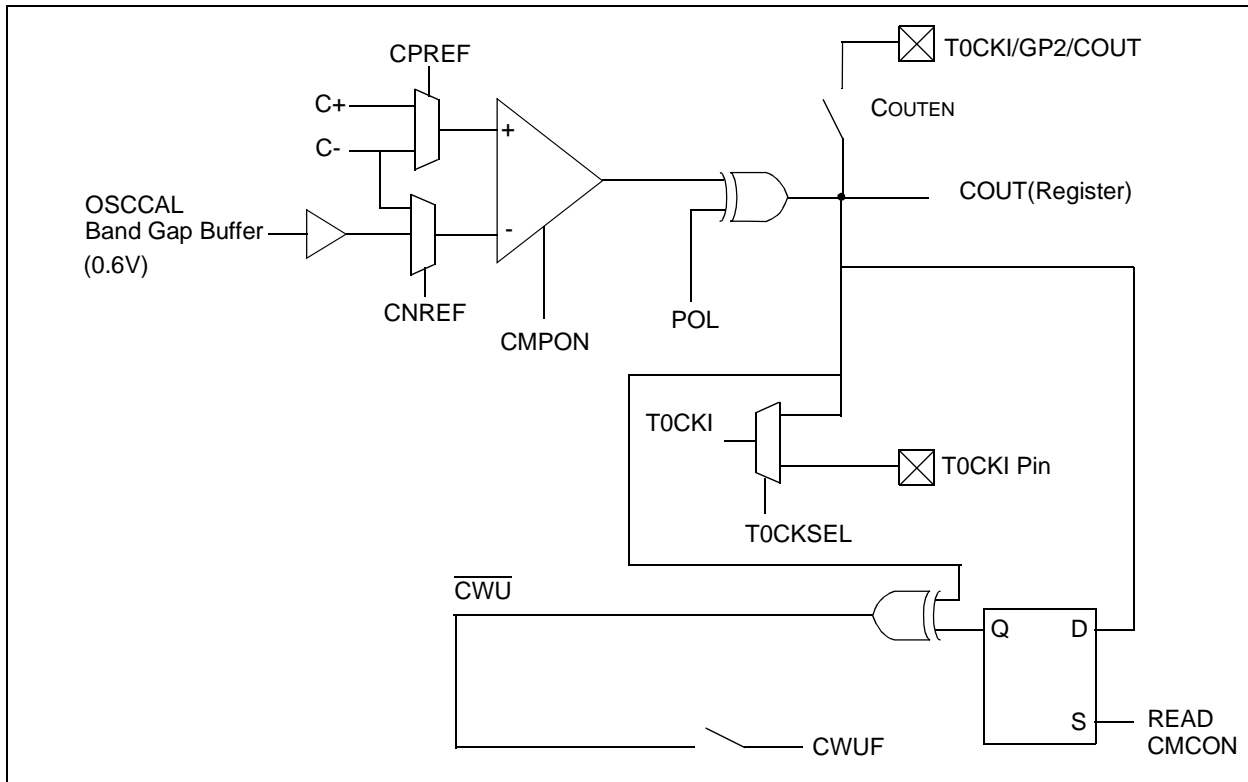 CPREF
T0CKI/GP2/COUT
C+
COUTEN
C-
+
COUT(Register)
OSCCAL
Band Gap Buffer
(0.6V)
-
CNREF
POL
CMPON
T0CKI
T0CKI Pin
T0CKSEL
CWU
Q
D
S
READ
CMCON
CWUF